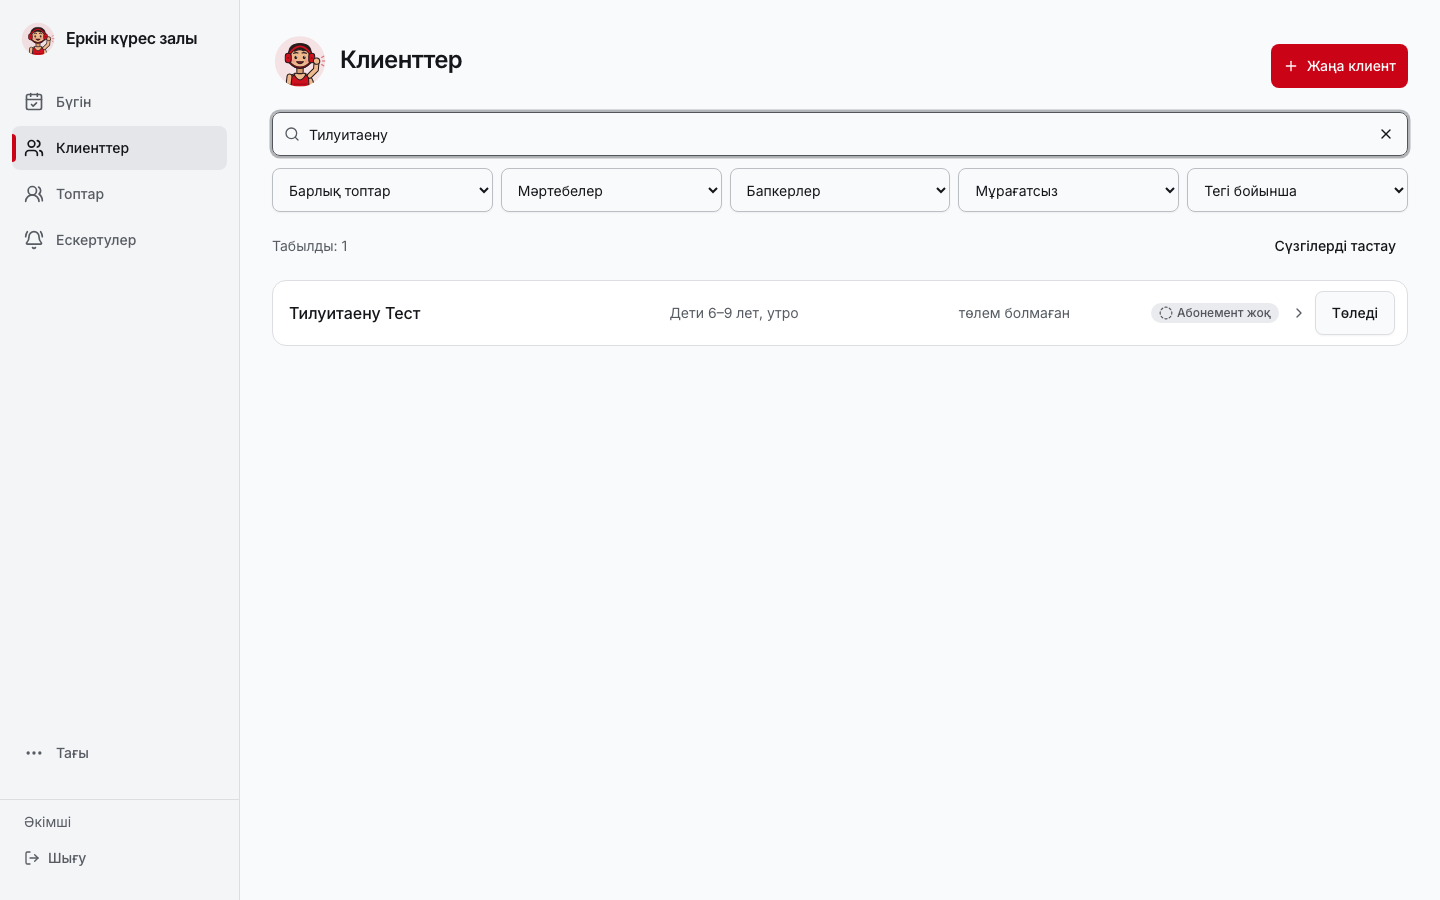 Еркін күрес залы
Бүгін
Клиенттер
Топтар
Ескертулер
Тағы
Әкімші
Шығу
Клиенттер
Жаңа клиент
Тилуитаену
Барлық топтар
Мәртебелер
Бапкерлер
Мұрағатсыз
Тегі бойынша
Табылды: 1
Сүзгілерді тастау
Тилуитаену Тест
Дети 6–9 лет, утро
төлем болмаған
Абонемент жоқ
Төледі